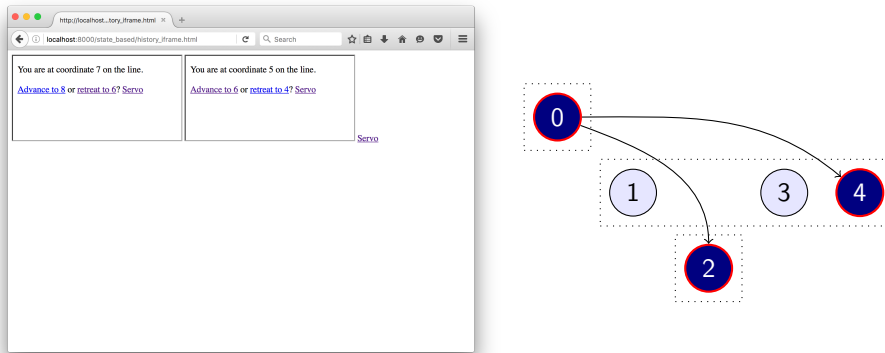 http://localhost...tory_iframe.html
localhost:8000/state_based/history_iframe.html
Search
You are at coordinate 7 on the line.
Advance to 8 or retreat to 6? Servo
You are at coordinate 5 on the line.
Advance to 6 or retreat to 4? Servo
Servo
0
1
3
4
2